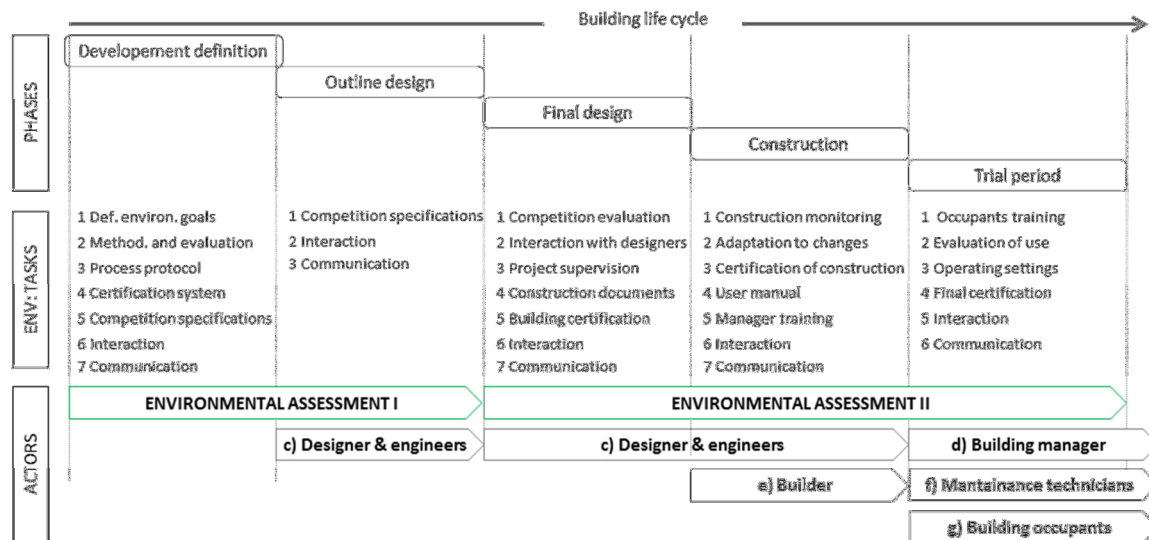 Building life cycle
PHASES
Developement definition
Outline design
Final design
Construction
Trial period
ENV: TASKS
1 Def. environ. goals
2 Method. and evaluation
3 Process protocol
4 Certification system
5 Competition specifications
6 Interaction
7 Communication
1 Competition specifications
2 Interaction
3 Communication
1 Competition evaluation
2 Interaction with designers
3 Project supervision
4 Construction documents
5 Building certification
6 Interaction
7 Communication
1 Construction monitoring
2 Adaptation to changes
3 Certification of construction
4 User manual
5 Manager training
6 Interaction
7 Communication
1 Occupants training
2 Evaluation of use
3 Operating settings
4 Final certification
5 Interaction
6 Communication
ACTORS
ENVIRONMENTAL ASSESSMENT I
ENVIRONMENTAL ASSESSMENT II
c) Designer & engineers
c) Designer & engineers
d) Building manager
e) Builder
f) Mantainance technicians
g) Building occupants